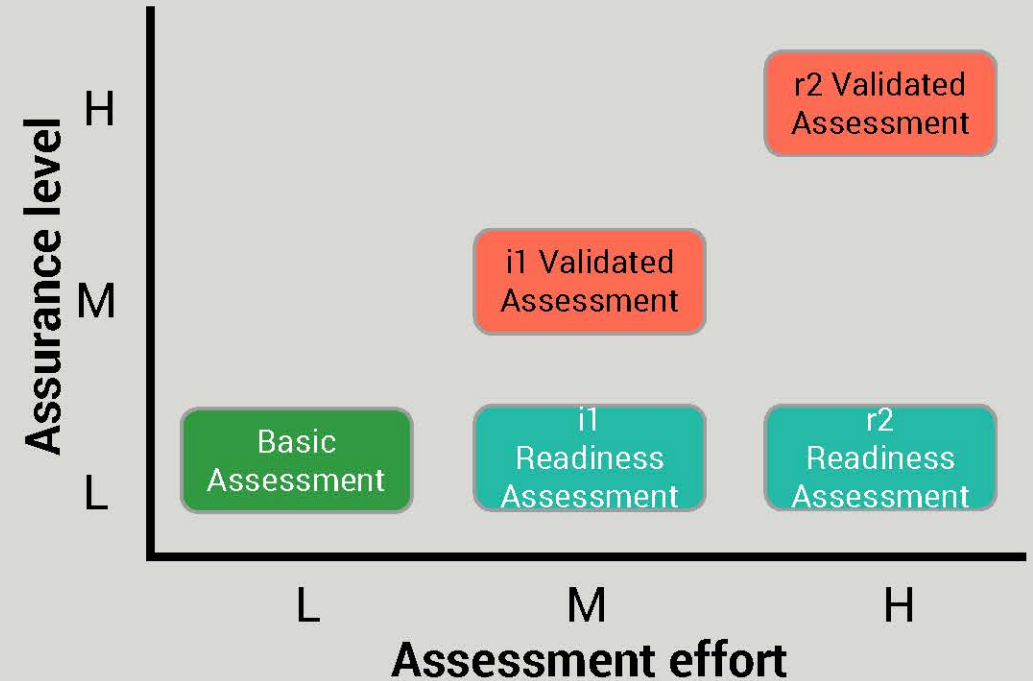 Assurance level
H
M
L
r2 Validated
Assessment
i1 Validated
Assessment
Basic
Assessment
i1
Readiness
Assessment
r2
Readiness
Assessment
L
M
H
Assessment effort